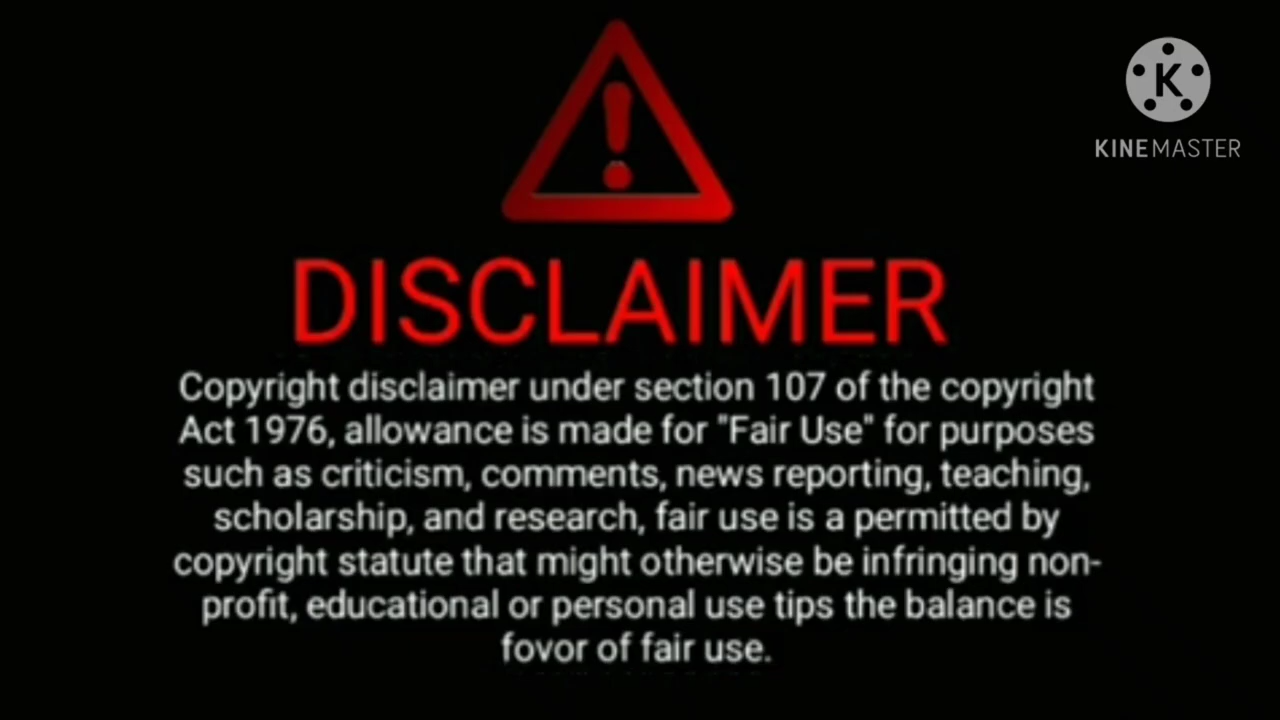 K
KINEMASTER
DISCLAIMER
Copyright disclaimer under section 107 of the copyright
Act 1976, allowance is made for "Fair Use" for purposes
such as criticism, comments, news reporting, teaching,
scholarship, and research, fair use is a permitted by
copyright statute that might otherwise be infringing non-
profit, educational or personal use tips the balance is
fovor of fair use.